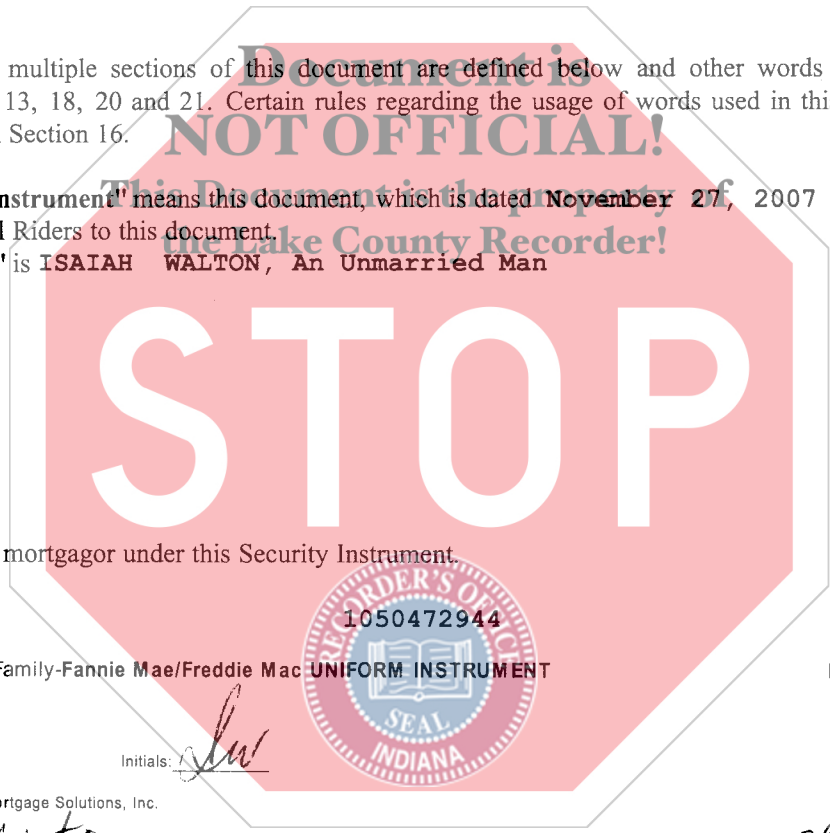 multiple sections of this document are defined below and other words
Document is
13, 18, 20 and 21. Certain rules regarding the usage of words used in thi
Section 16.
NOT OFFICIAL!
nstrument" means this document, which is dated November 27, 2007
This Document is the property of
Riders to this document.
the Lake County Recorder!
" is ISAIAH WALTON, An Unmarried Man
STOP
mortgagor under this Security Instrument.
RECORDER'S OFFICE
1050472944
Family-Fannie Mae/Freddie Mac UNIFORM INSTRUMENT
SEAL
INDIANA
Initials:
ortgage Solutions, Inc.